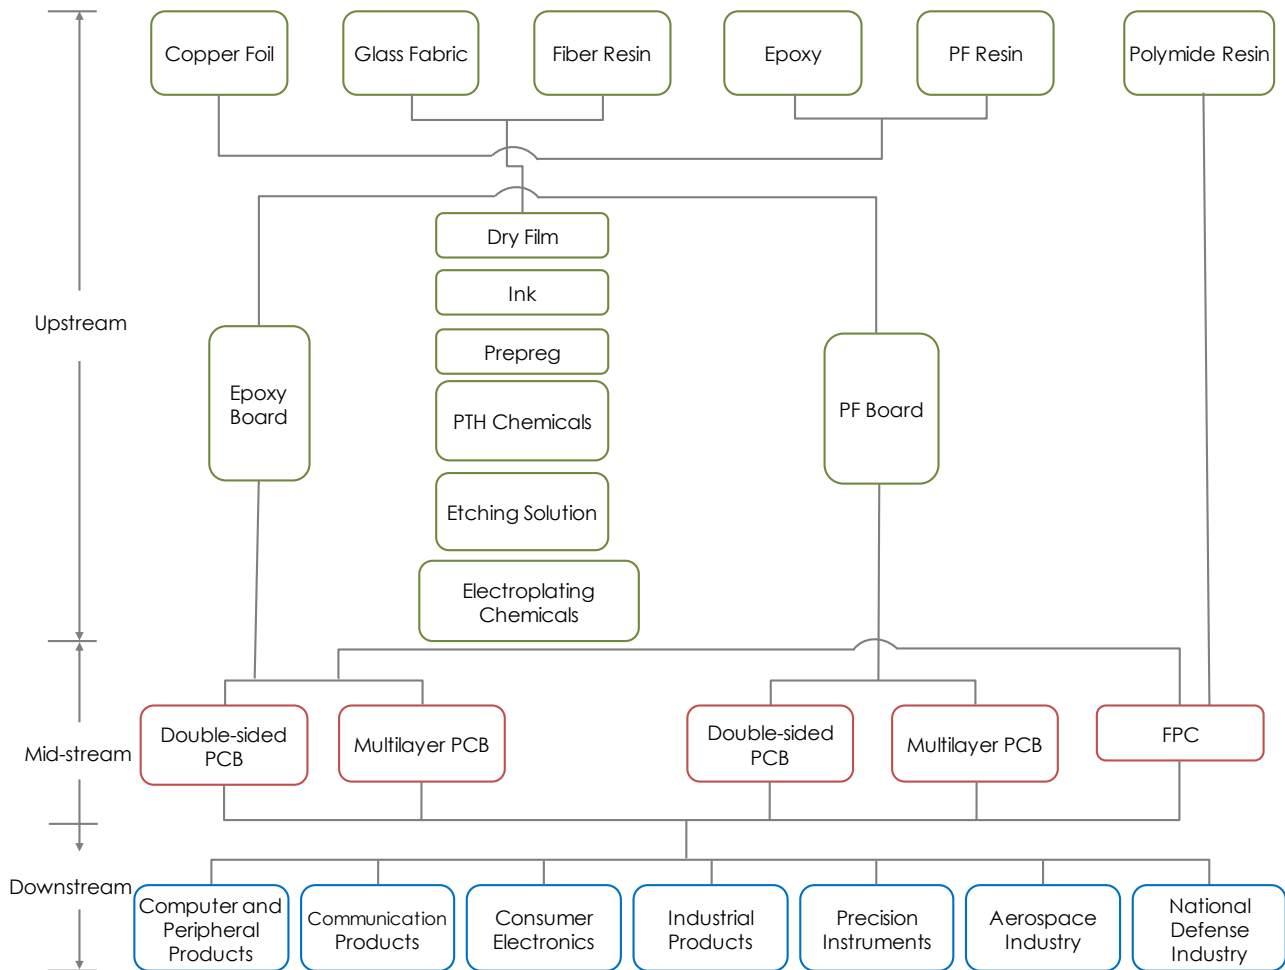 Copper Foil
Glass Fabric
Fiber Resin
Epoxy
PF Resin
Polymide Resin
Dry Film
Ink
Upstream
Prepreg
Epoxy
Board
PTH Chemicals
PF Board
Etching Solution
Electroplating
Chemicals
Mid-stream
Double-sided
PCB
Multilayer PCB
Double-sided
PCB
Multilayer PCB
FPC
Downstream
Computer and
Peripheral
Products
Communication
Products
Consumer
Electronics
Industrial
Products
Precision
Instruments
Aerospace
Industry
National
Defense
Industry